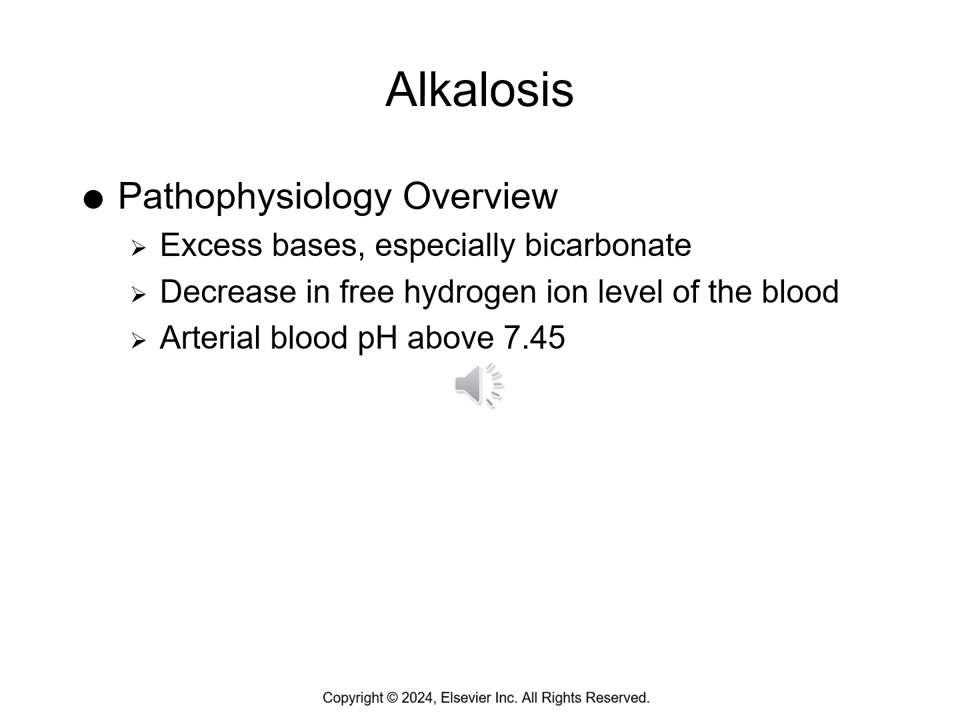 Alkalosis
● Pathophysiology Overview
➢ Excess bases, especially bicarbonate
➢ Decrease in free hydrogen ion level of the blood
➢ Arterial blood pH above 7.45
Copyright © 2024, Elsevier Inc. All Rights Reserved.